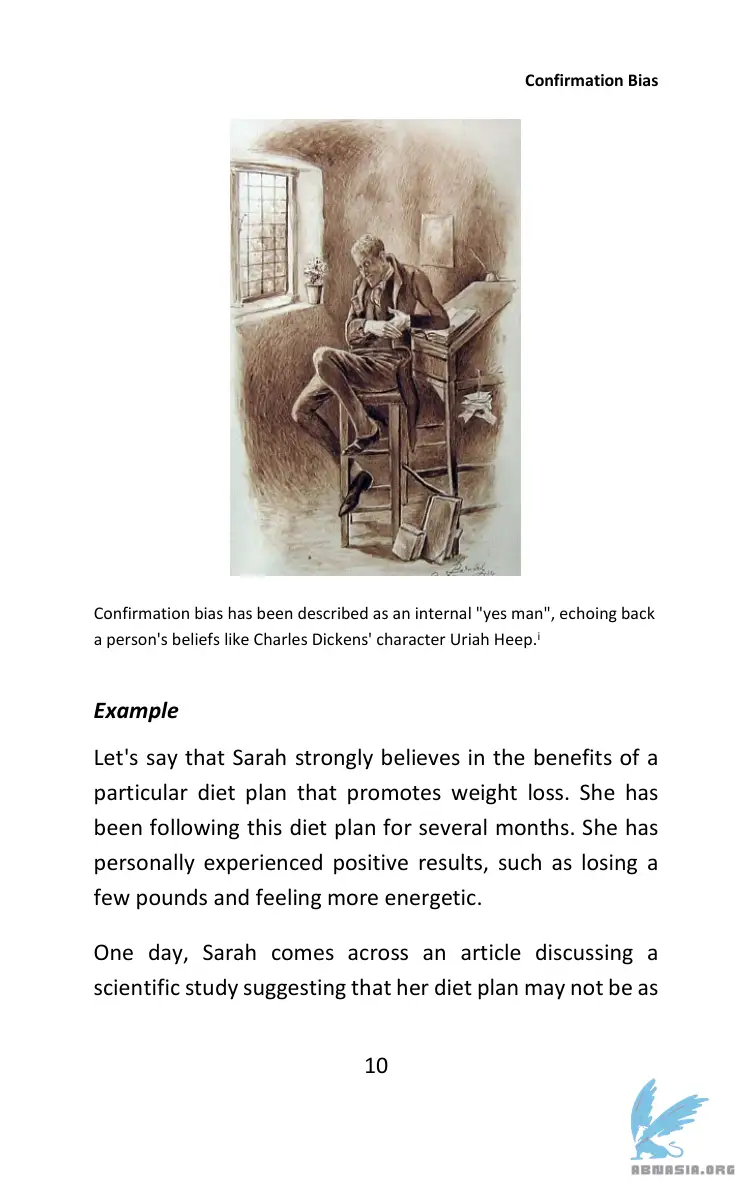 Confirmation Bias
Confirmation bias has been described as an internal "yes man", echoing back
a person's beliefs like Charles Dickens' character Uriah Heep.ⁱ
Example
Let's say that Sarah strongly believes in the benefits of a
particular diet plan that promotes weight loss. She has
been following this diet plan for several months. She has
personally experienced positive results, such as losing a
few pounds and feeling more energetic.
One day, Sarah comes across an article discussing a
scientific study suggesting that her diet plan may not be as
10
ABNASIA.ORG